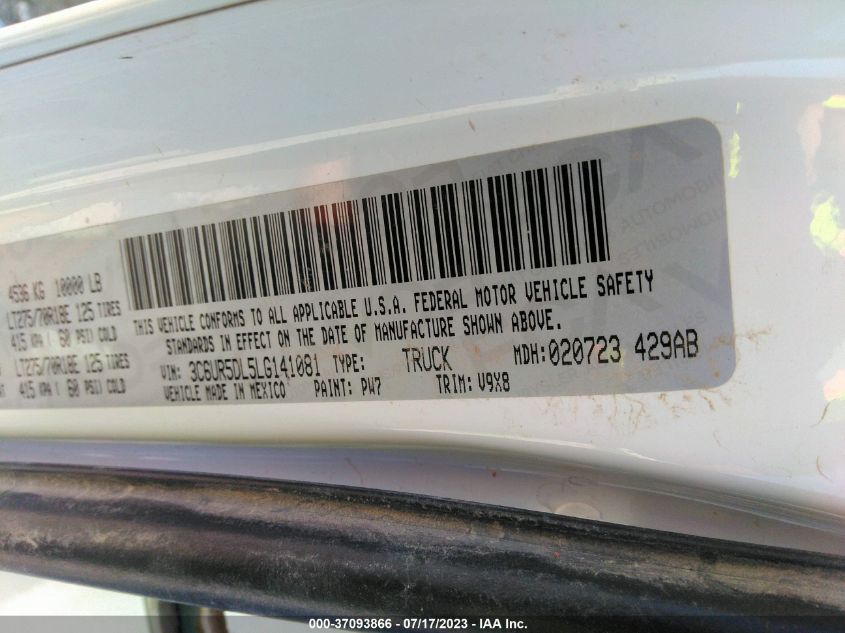 4536 KG 10000 LB
LT275/70R18E 125 TIRES
415 KPA ( 60 PSI) COLD
LT275/70R18E 125 TIRES
415 KPA ( 60 PSI) COLD
THIS VEHICLE CONFORMS TO ALL APPLICABLE U.S.A. FEDERAL MOTOR VEHICLE SAFETY
STANDARDS IN EFFECT ON THE DATE OF MANUFACTURE SHOWN ABOVE.
VIN: 3C6UR5DL5LG141081 TYPE: TRUCK MDH: 020723 429AB
VEHICLE MADE IN MEXICO PAINT: PW7 TRIM: V9X8
000-37093866 - 07/17/2023 - IAA Inc.